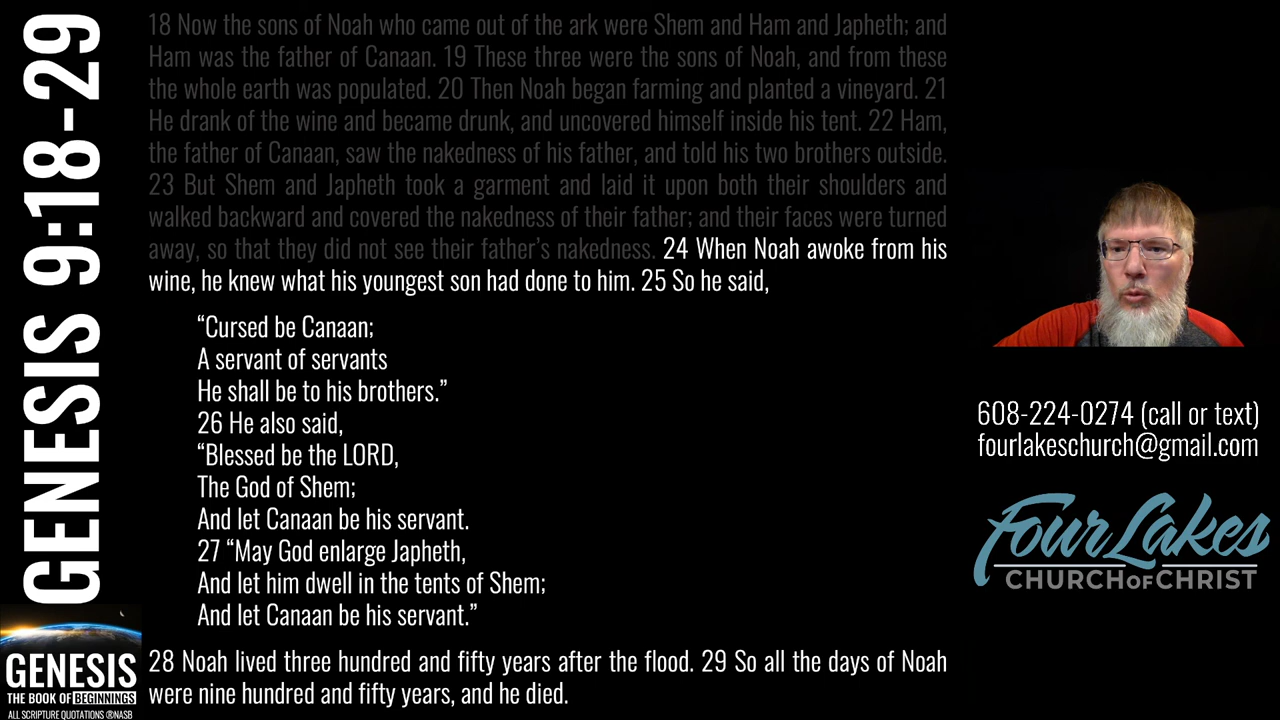 GENESIS 9:18-29
18 Now the sons of Noah who came out of the ark were Shem and Ham and Japheth; and
Ham was the father of Canaan. 19 These three were the sons of Noah, and from these
the whole earth was populated. 20 Then Noah began farming and planted a vineyard. 21
He drank of the wine and became drunk, and uncovered himself inside his tent. 22 Ham,
the father of Canaan, saw the nakedness of his father, and told his two brothers outside.
23 But Shem and Japheth took a garment and laid it upon both their shoulders and
walked backward and covered the nakedness of their father; and their faces were turned
away, so that they did not see their father’s nakedness. 24 When Noah awoke from his
wine, he knew what his youngest son had done to him. 25 So he said,
“Cursed be Canaan;
A servant of servants
He shall be to his brothers.”
26 He also said,
“Blessed be the LORD,
The God of Shem;
And let Canaan be his servant.
27 “May God enlarge Japheth,
And let him dwell in the tents of Shem;
And let Canaan be his servant.”
28 Noah lived three hundred and fifty years after the flood. 29 So all the days of Noah
were nine hundred and fifty years, and he died.
GENESIS
THE BOOK OF BEGINNINGS
ALL SCRIPTURE QUOTATIONS ®NASB
608-224-0274 (call or text)
fourlakeschurch@gmail.com
Four Lakes
CHURCH OF CHRIST